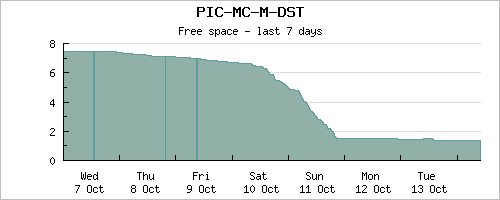 PIC-MC-M-DST
Free space - last 7 days
8
6
4
2
0
Wed Thu Fri Sat Sun Mon Tue
7 Oct 8 Oct 9 Oct 10 Oct 11 Oct 12 Oct 13 Oct